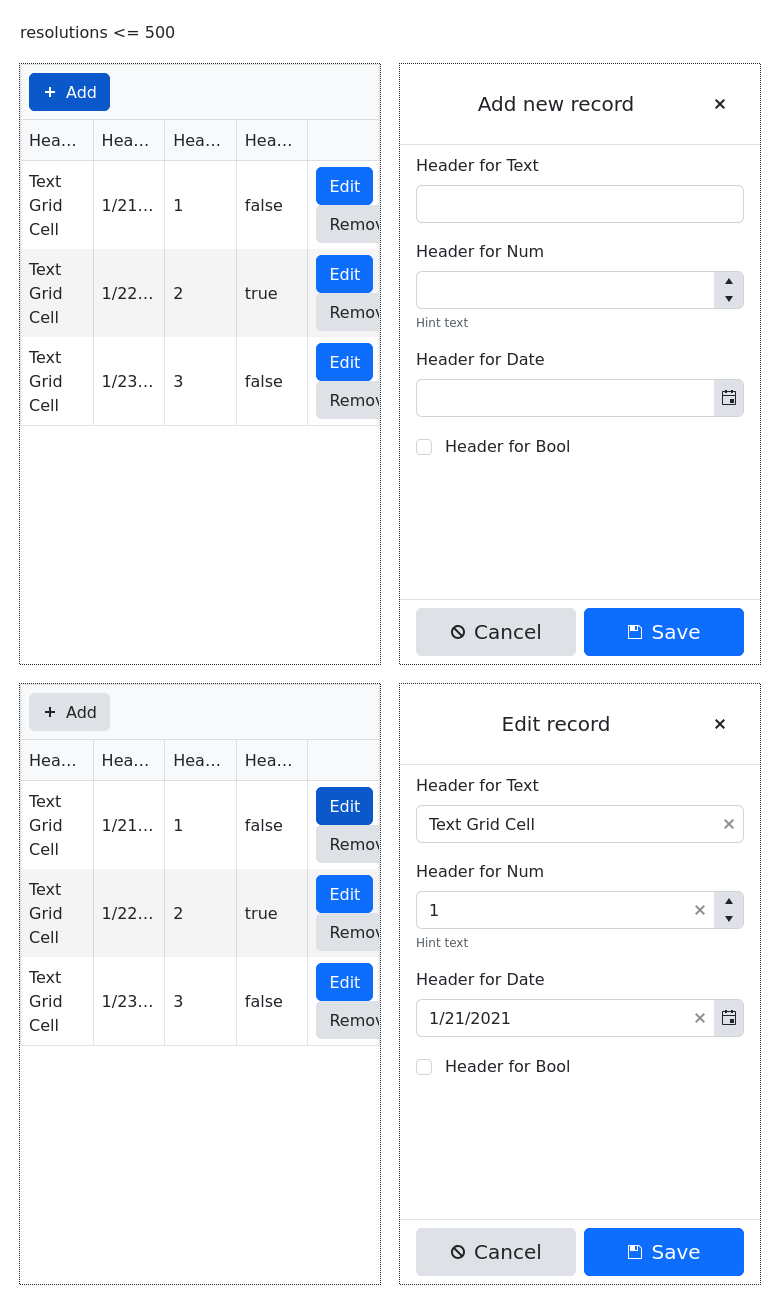 resolutions <= 500
Add
Hea… Hea… Hea… Hea…
Text Grid Cell 1/21… 1 false Edit Remov
Text Grid Cell 1/22… 2 true Edit Remov
Text Grid Cell 1/23… 3 false Edit Remov
Add new record
Header for Text
Header for Num
Hint text
Header for Date
Header for Bool
Cancel Save
Add
Hea… Hea… Hea… Hea…
Text Grid Cell 1/21… 1 false Edit Remov
Text Grid Cell 1/22… 2 true Edit Remov
Text Grid Cell 1/23… 3 false Edit Remov
Edit record
Header for Text
Text Grid Cell
Header for Num
1
Hint text
Header for Date
1/21/2021
Header for Bool
Cancel Save